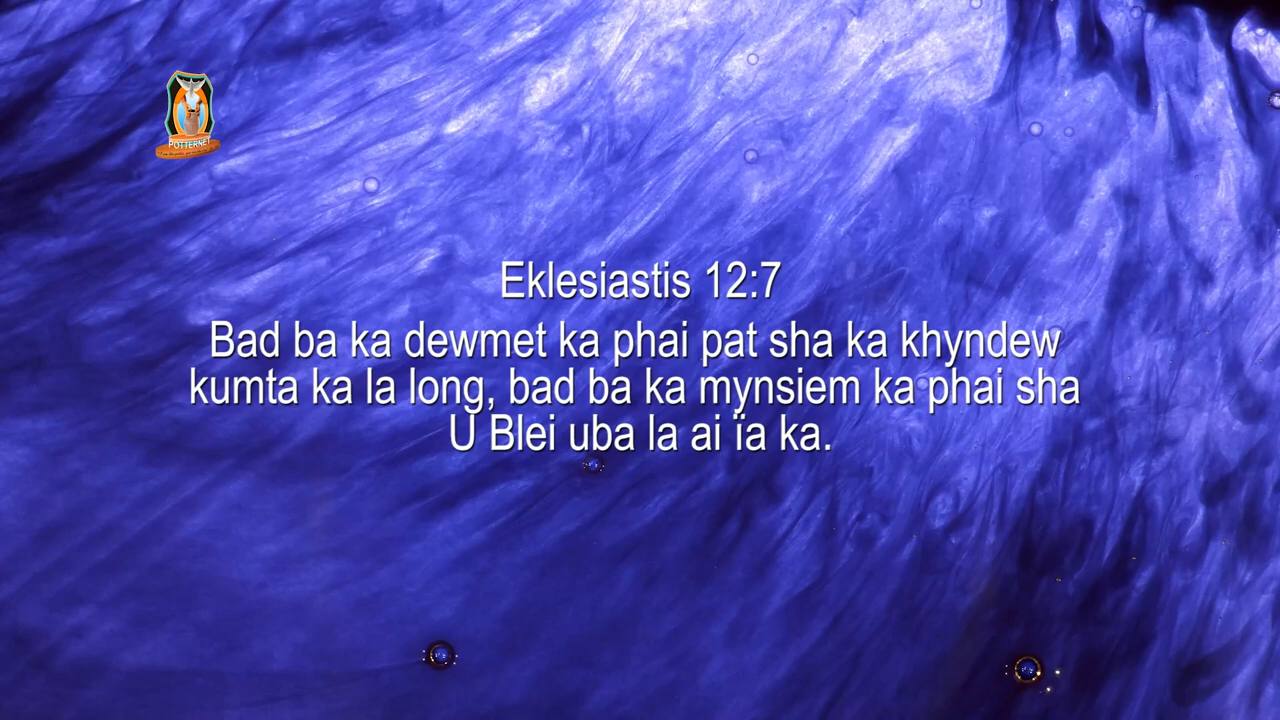 POTTERNET
Eklesiastis 12:7
Bad ba ka dewmet ka phai pat sha ka khyndew
kumta ka la long, bad ba ka mynsiem ka phai sha
U Blei uba la ai ïa ka.